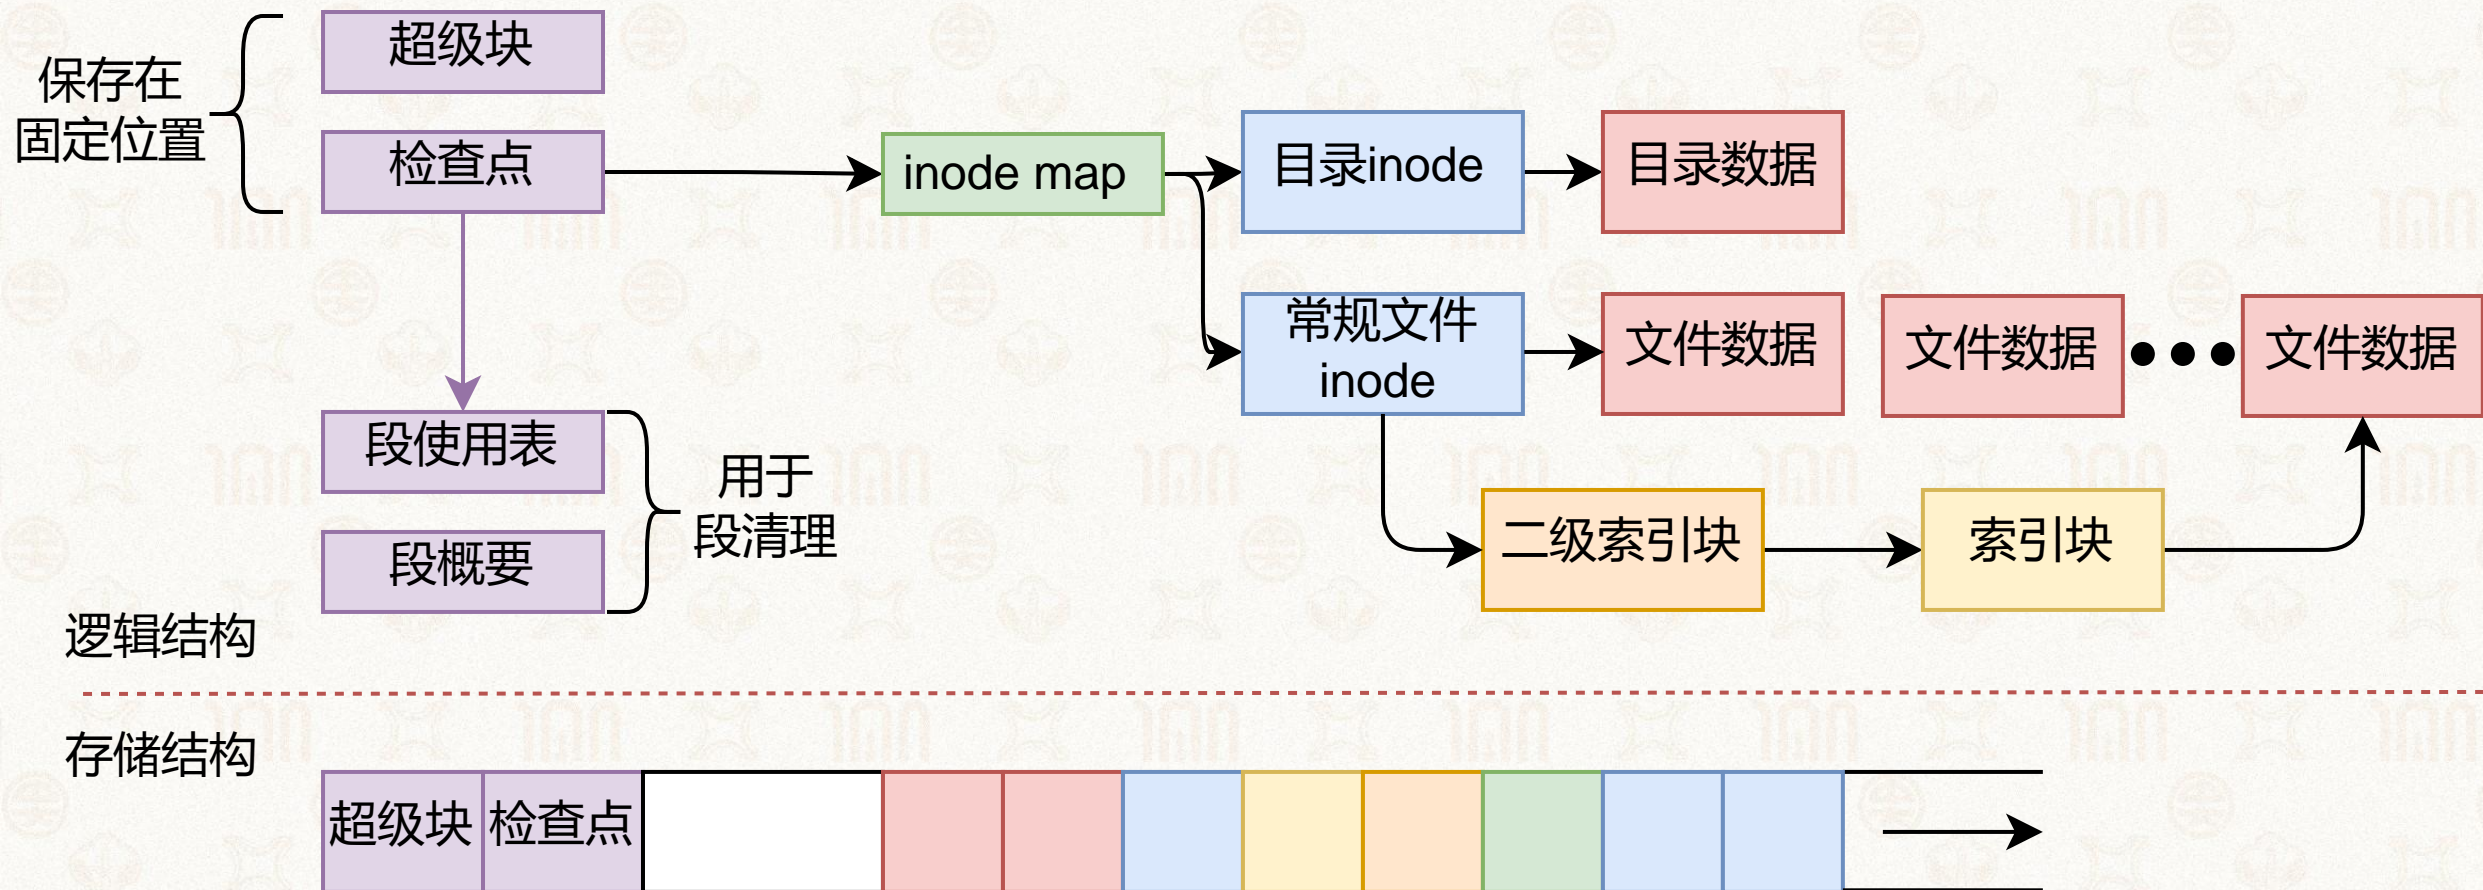 超级块
保存在
固定位置
检查点
inode map
目录inode
目录数据
常规文件
inode
文件数据
文件数据
文件数据
段使用表
用于
段清理
段概要
二级索引块
索引块
逻辑结构
存储结构
超级块
检查点